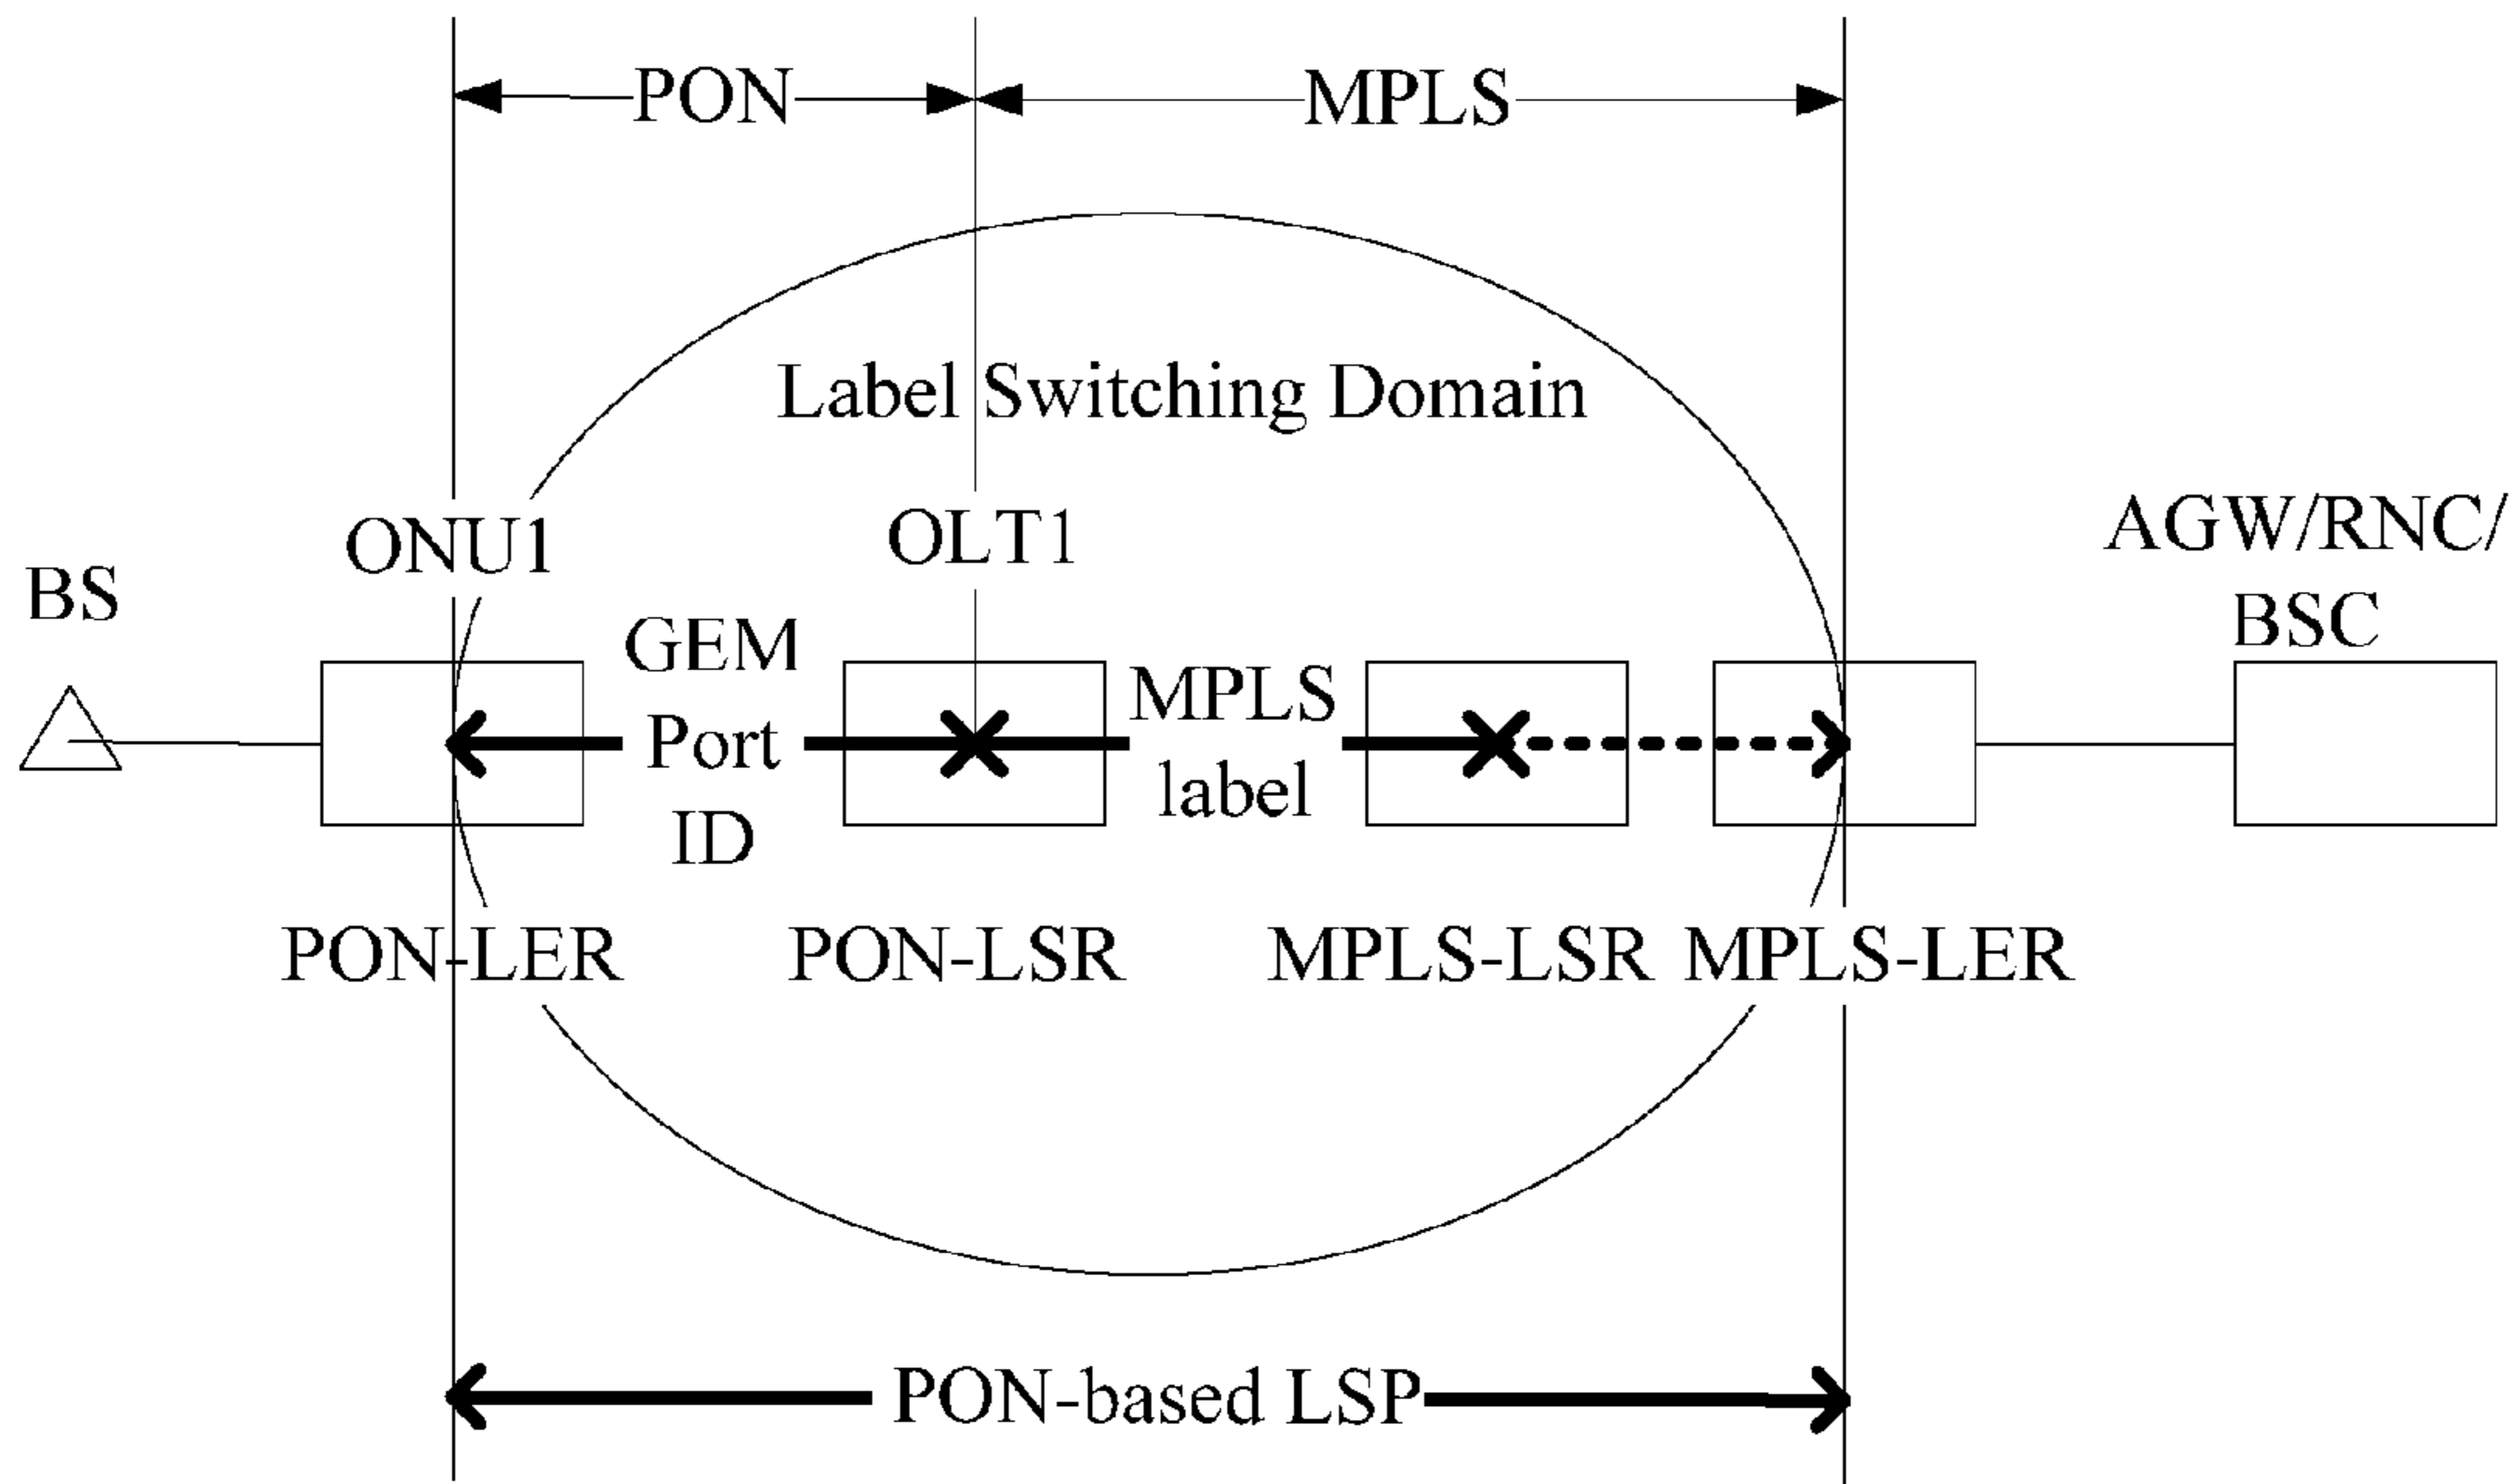 PON
MPLS
Label Switching Domain
ONU1
OLT1
AGW/RNC/
BSC
BS
GEM
Port
ID
MPLS
label
PON-LER
PON-LSR
MPLS-LSR
MPLS-LER
PON-based LSP